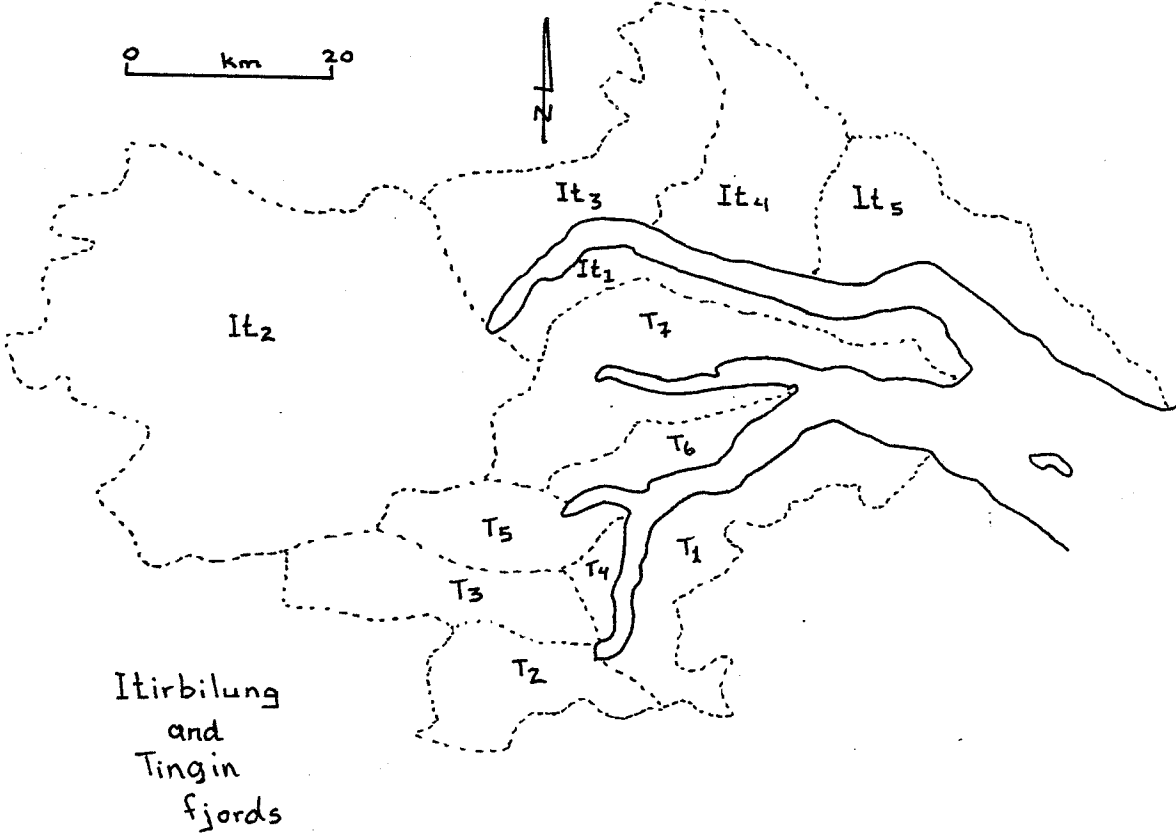 0 km 20
N
It3
It4
It5
It1
It2
T7
T6
T5
T1
T4
T3
T2
Itirbilung
and
Tingin
fjords